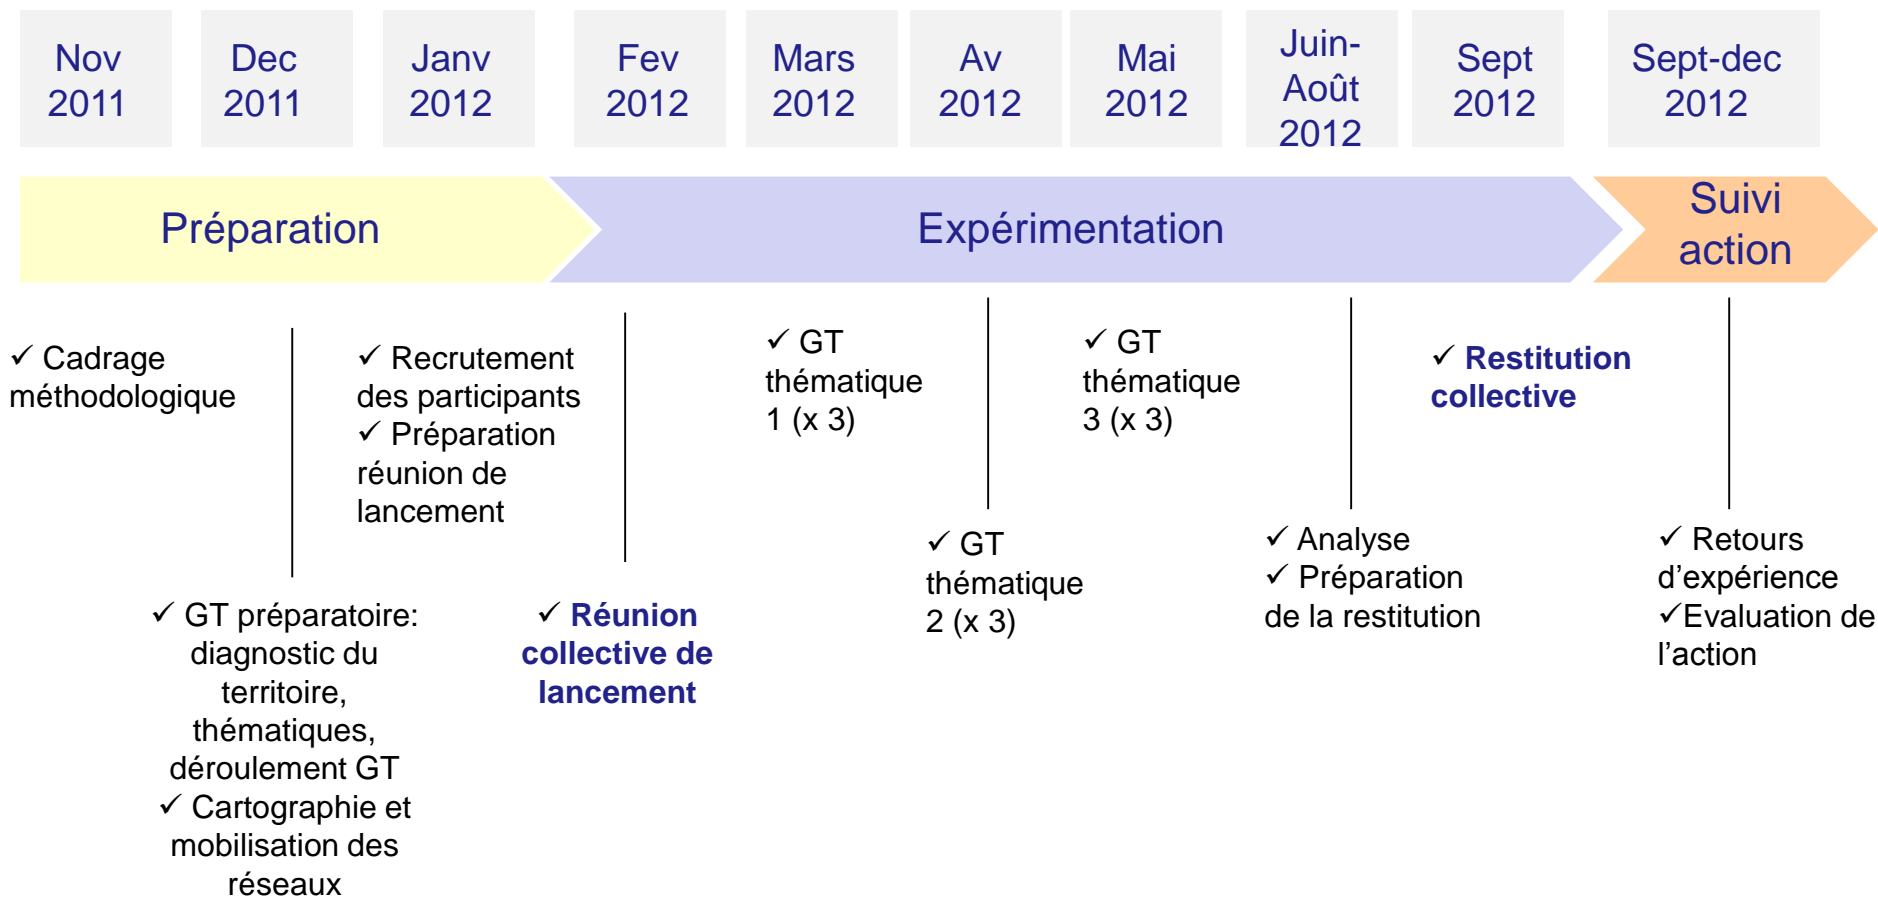 Nov
2011
Dec
2011
Janv
2012
Fev
2012
Mars
2012
Av
2012
Mai
2012
Juin-
Août
2012
Sept
2012
Sept-dec
2012
Préparation
Expérimentation
Suivi
action
✓ Cadrage
méthodologique
✓ GT préparatoire:
diagnostic du
territoire,
thématiques,
déroulement GT
✓ Cartographie et
mobilisation des
réseaux
✓ Recrutement
des participants
✓ Préparation
réunion de
lancement
✓ Réunion
collective de
lancement
✓ GT
thématique
1 (x 3)
✓ GT
thématique
2 (x 3)
✓ GT
thématique
3 (x 3)
✓ Analyse
✓ Préparation
de la restitution
✓ Restitution
collective
✓ Retours
d’expérience
✓Evaluation de
l’action